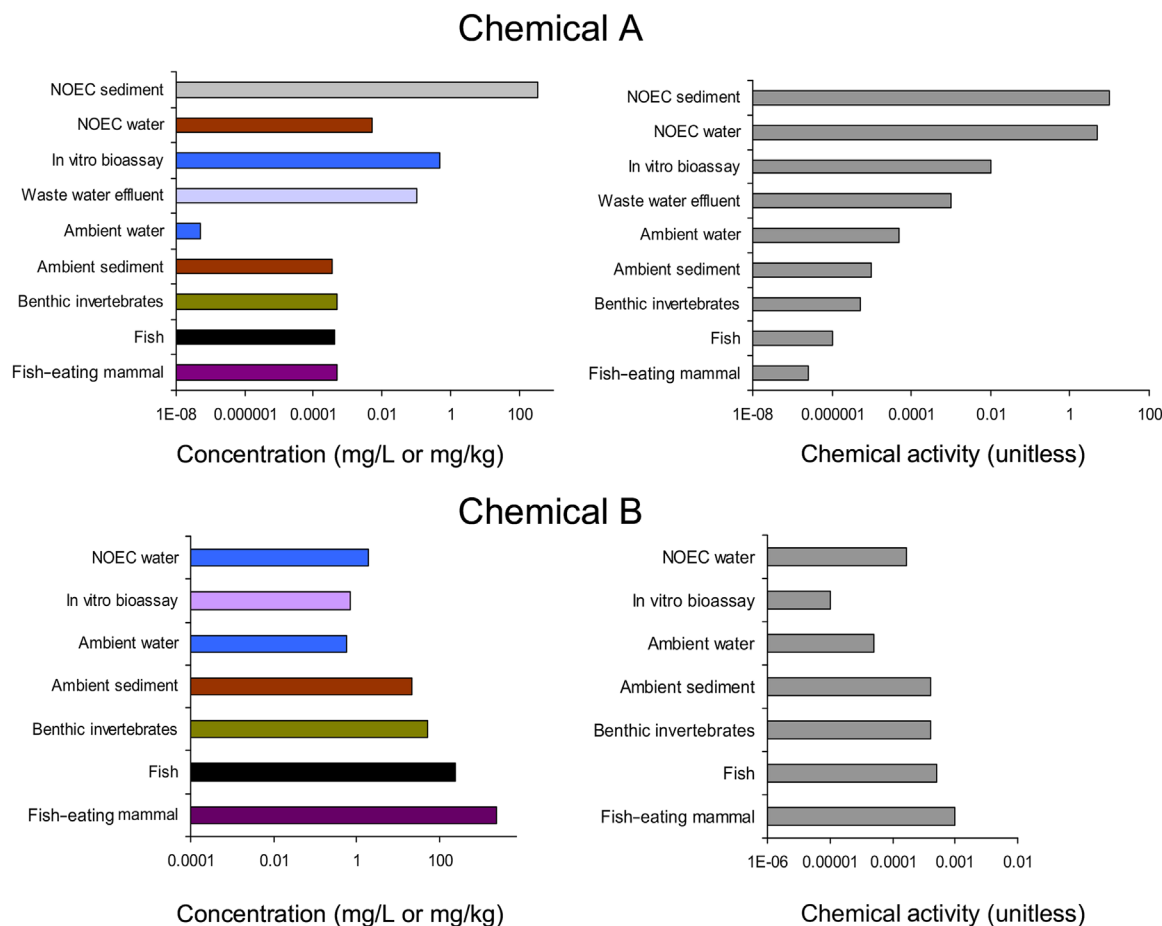 Chemical A
NOEC sediment
NOEC water
In vitro bioassay
Waste water effluent
Ambient water
Ambient sediment
Benthic invertebrates
Fish
Fish-eating mammal
1E-08 0.000001 0.0001 0.01 1 100
Concentration (mg/L or mg/kg)
NOEC sediment
NOEC water
In vitro bioassay
Waste water effluent
Ambient water
Ambient sediment
Benthic invertebrates
Fish
Fish-eating mammal
1E-08 0.000001 0.0001 0.01 1 100
Chemical activity (unitless)
Chemical B
NOEC water
In vitro bioassay
Ambient water
Ambient sediment
Benthic invertebrates
Fish
Fish-eating mammal
0.0001 0.01 1 100
Concentration (mg/L or mg/kg)
NOEC water
In vitro bioassay
Ambient water
Ambient sediment
Benthic invertebrates
Fish
Fish-eating mammal
1E-06 0.00001 0.0001 0.001 0.01
Chemical activity (unitless)